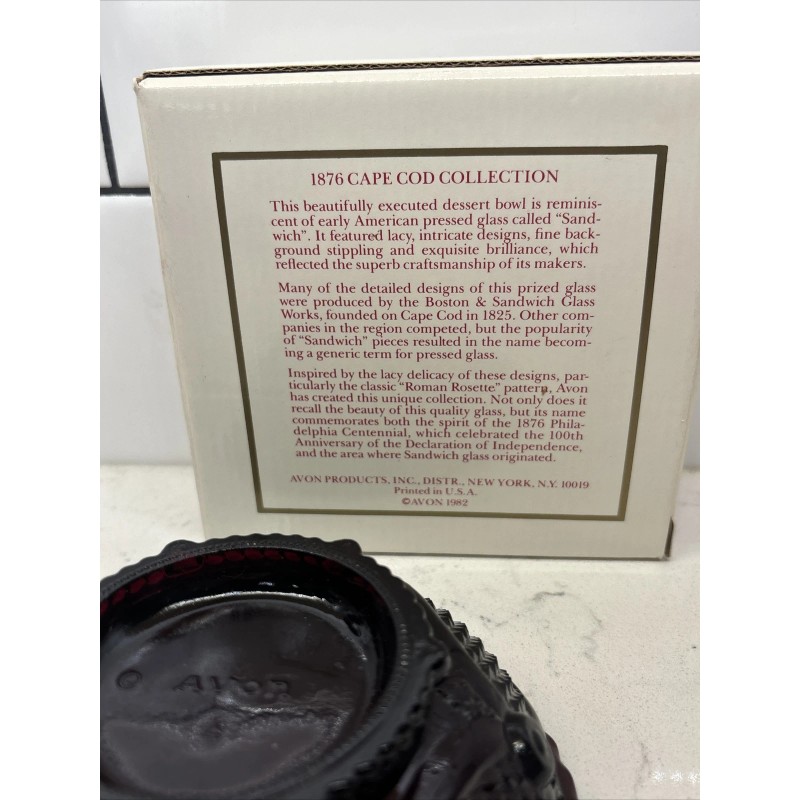 1876 CAPE COD COLLECTION
This beautifully executed dessert bowl is reminis-
cent of early American pressed glass called "Sand-
wich". It featured lacy, intricate designs, fine back-
ground stippling and exquisite brilliance, which
reflected the superb craftsmanship of its makers.
Many of the detailed designs of this prized glass
were produced by the Boston & Sandwich Glass
Works, founded on Cape Cod in 1825. Other com-
panies in the region competed, but the popularity
of "Sandwich" pieces resulted in the name becom-
ing a generic term for pressed glass.
Inspired by the lacy delicacy of these designs, par-
ticularly the classic "Roman Rosette" pattern, Avon
has created this unique collection. Not only does it
recall the beauty of this quality glass, but its name
commemorates both the spirit of the 1876 Phila-
delphia Centennial, which celebrated the 100th
Anniversary of the Declaration of Independence,
and the area where Sandwich glass originated.
AVON PRODUCTS, INC., DISTR., NEW YORK, N.Y. 10019
Printed in U.S.A.
©AVON 1982
© AVON